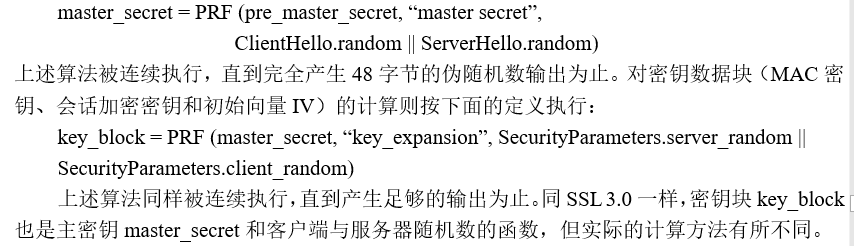 master_secret = PRF (pre_master_secret, “master secret”,
ClientHello.random || ServerHello.random)
上述算法被连续执行，直到完全产生 48 字节的伪随机数输出为止。对密钥数据块（MAC 密
钥、会话加密密钥和初始向量 IV）的计算则按下面的定义执行：
key_block = PRF (master_secret, “key_expansion”, SecurityParameters.server_random ||
SecurityParameters.client_random)
上述算法同样被连续执行，直到产生足够的输出为止。同 SSL 3.0 一样，密钥块 key_block
也是主密钥 master_secret 和客户端与服务器随机数的函数，但实际的计算方法有所不同。